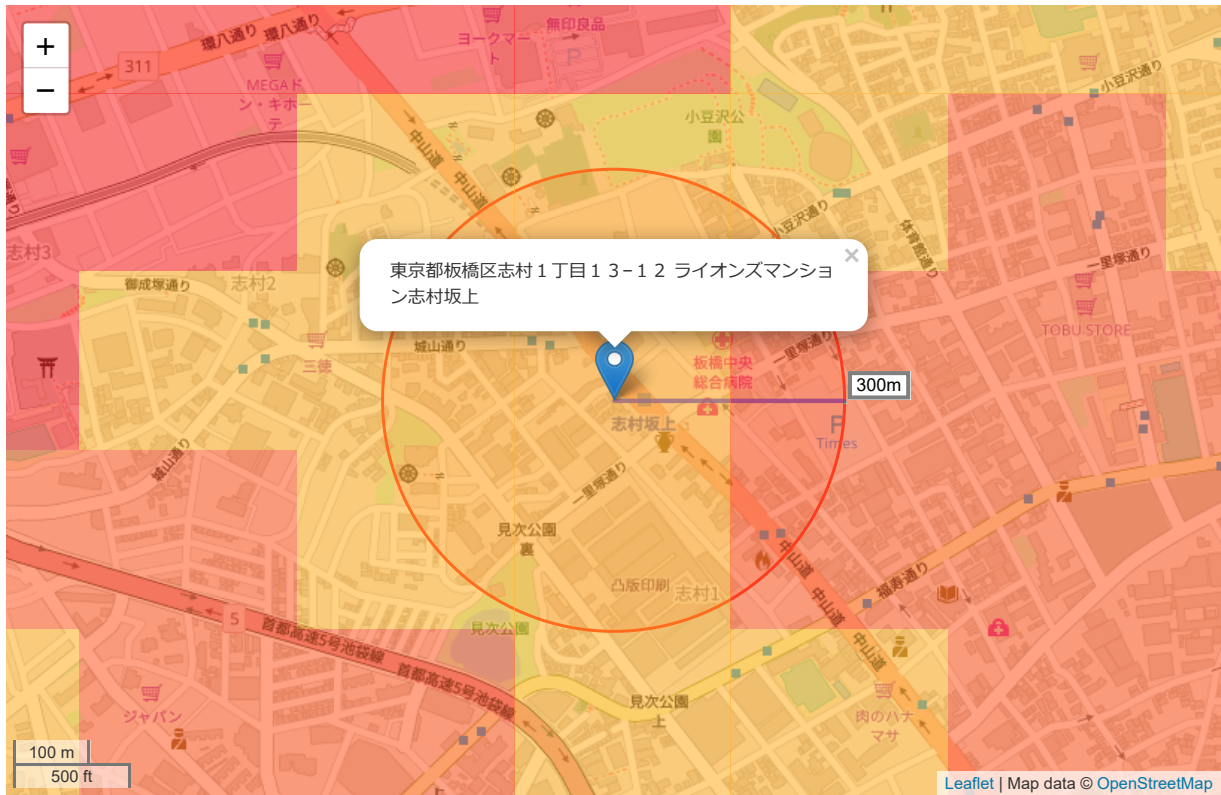 +
−
311
環八通り
環八通り
ヨークマー
ト
無印良品
P
MEGAド
ン・キホー
テ
中山道
中山道
小豆沢公
園
小豆沢通り
小豆沢通り
体育館通り
一里塚通り
志村3
御成塚通り
志村2
東京都板橋区志村１丁目１３−１２ ライオンズマンショ
ン志村坂上
×
TOBU STORE
三徳
城山通り
板橋中央
総合病院
一里塚通り
300m
志村坂上
P
Times
城山通り
一里塚通り
見次公園
裏
凸版印刷
志村1
中山道
福寿通り
中山道
中山道
5
首都高速5号池袋線
首都高速5号池袋線
見次公園
見次公園
上
ジャパン
肉のハナ
マサ
100 m
500 ft
Leaflet | Map data © OpenStreetMap